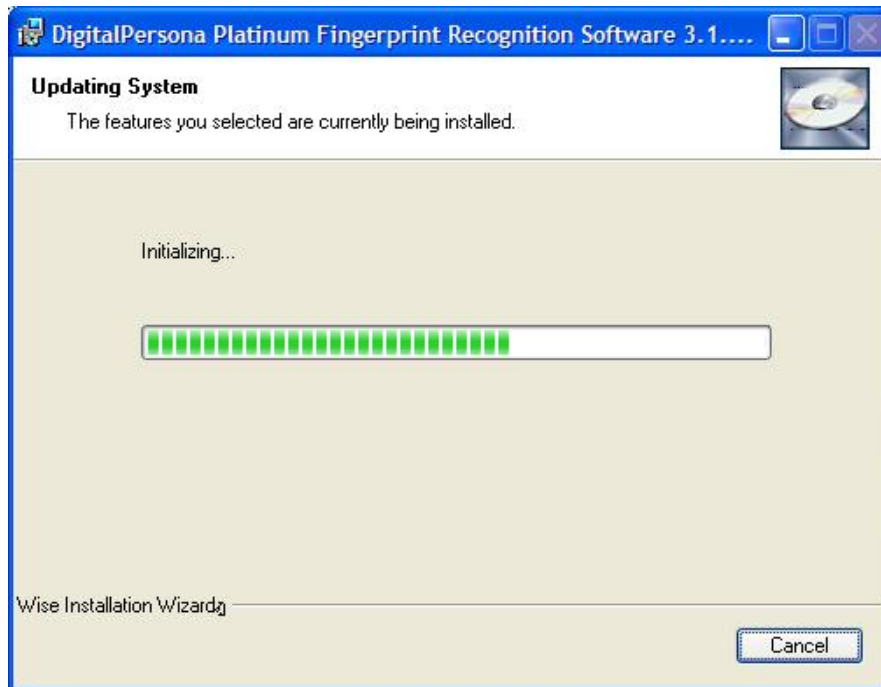 DigitalPersona Platinum Fingerprint Recognition Software 3.1....
Updating System
The features you selected are currently being installed.
Initializing...
Wise Installation Wizard
Cancel